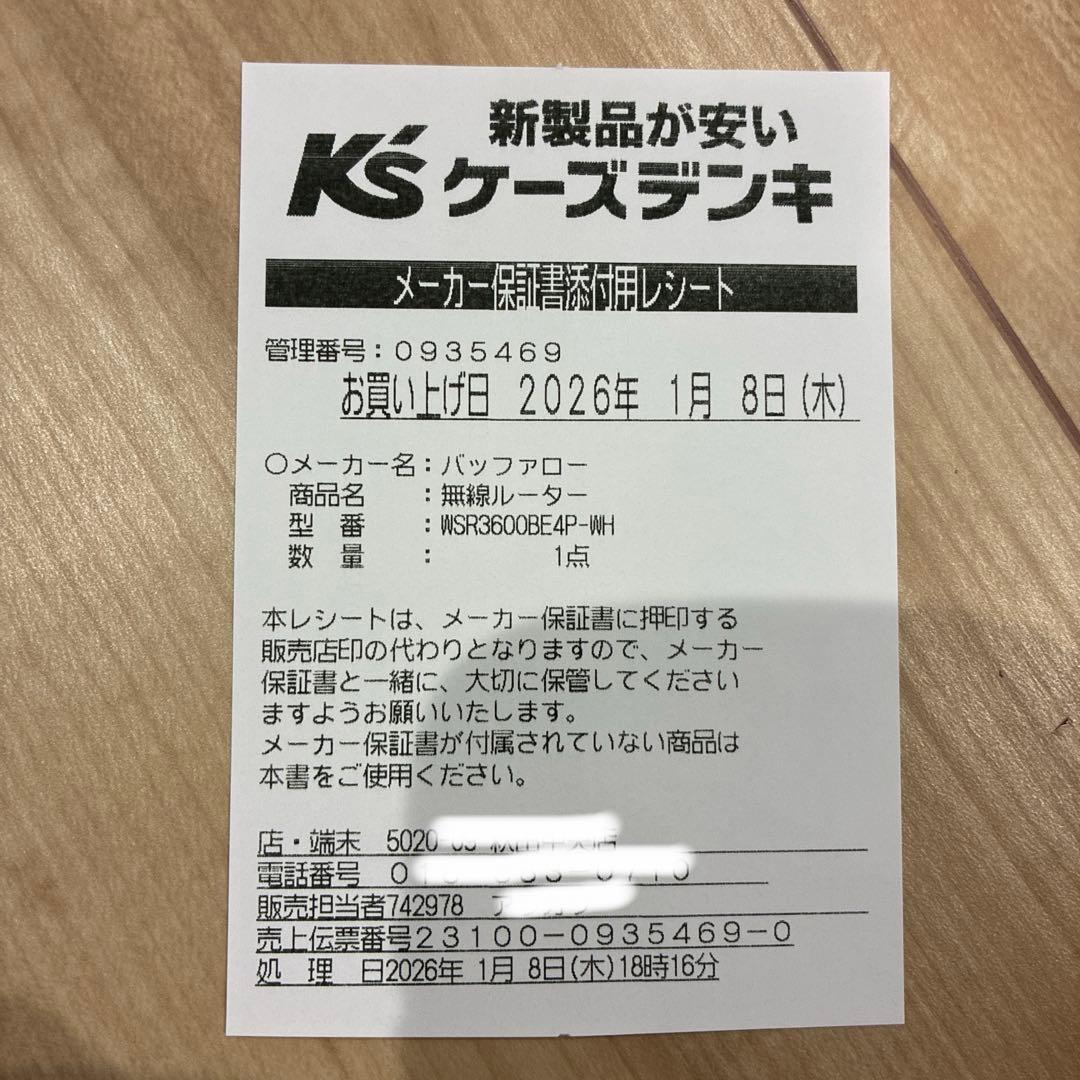 新製品が安い
K's ケーズデンキ
メーカー保証書添付用レシート
管理番号：０９３５４６９
お買い上げ日 2026年 1月 8日(木)
○メーカー名：バッファロー
商品名 ：無線ルーター
型 番 ：WSR3600BE4P-WH
数 量 ： 1点
本レシートは、メーカー保証書に押印する
販売店印の代わりとなりますので、メーカー
保証書と一緒に、大切に保管してください
ますようお願いいたします。
メーカー保証書が付属されていない商品は
本書をご使用ください。
店・端末 5020
電話番号
販売担当者742978
売上伝票番号２３１００－０９３５４６９－０
処 理 日2026年 1月 8日(木)18時16分